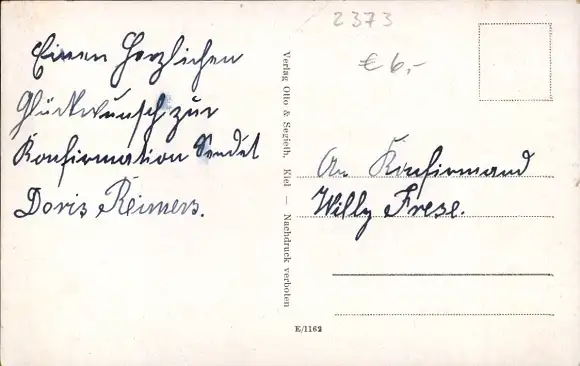 2373
€ 6,-
Einen Herzlichen
Glückwunsch zur
Konfirmation Sendet
Doris Reimers.
Verlag Otto & Segieth, Kiel — Nachdruck verboten
An Konfirmand
Willy Frese.
E/1162